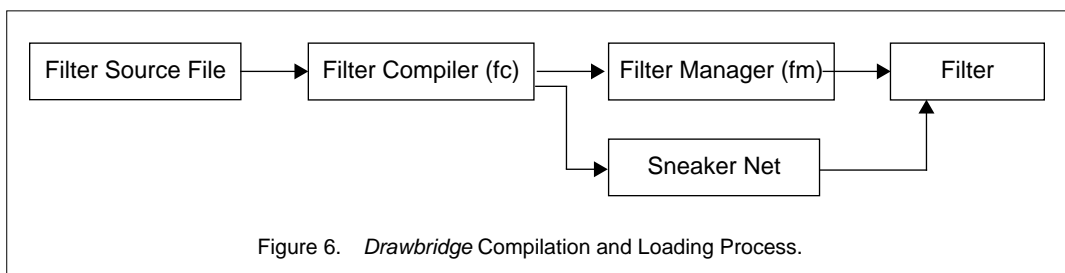 Filter Source File
Filter Compiler (fc)
Filter Manager (fm)
Filter
Sneaker Net
Figure 6. Drawbridge Compilation and Loading Process.